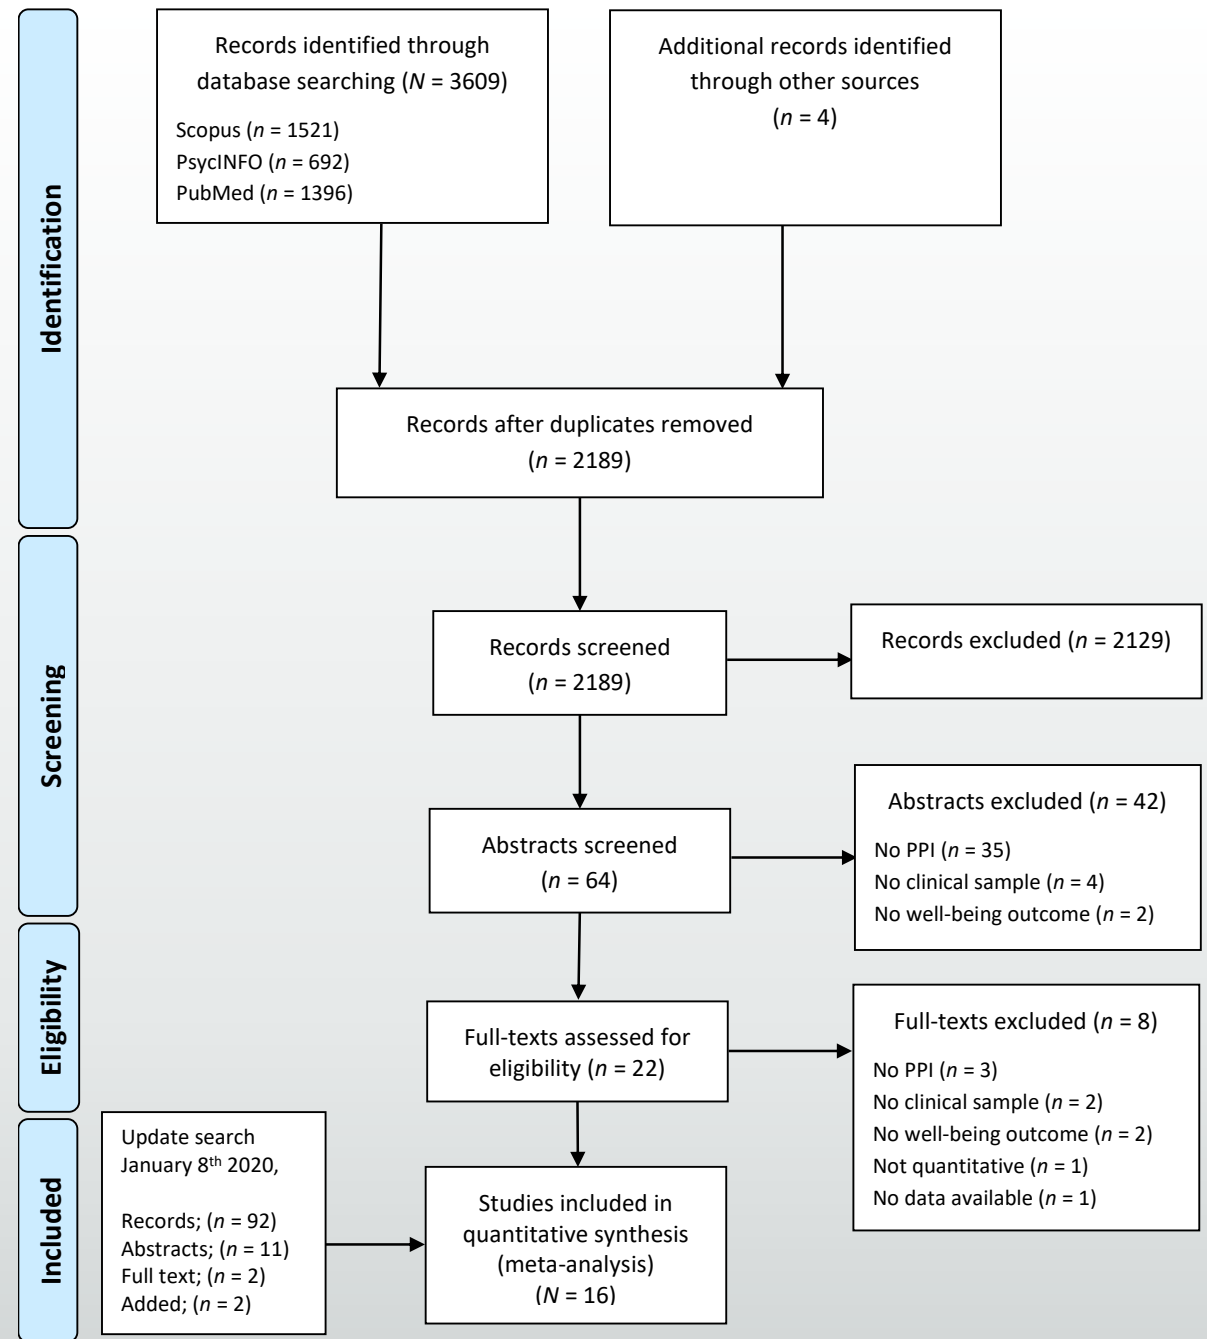 Identification
Records identified through
database searching (N = 3609)
Scopus (n = 1521)
PsycINFO (n = 692)
PubMed (n = 1396)
Additional records identified
through other sources
(n = 4)
Records after duplicates removed
(n = 2189)
Screening
Records screened
(n = 2189)
Records excluded (n = 2129)
Abstracts screened
(n = 64)
Abstracts excluded (n = 42)
No PPI (n = 35)
No clinical sample (n = 4)
No well-being outcome (n = 2)
Eligibility
Full-texts assessed for
eligibility (n = 22)
Full-texts excluded (n = 8)
No PPI (n = 3)
No clinical sample (n = 2)
No well-being outcome (n = 2)
Not quantitative (n = 1)
No data available (n = 1)
Included
Update search
January 8th 2020,
Records; (n = 92)
Abstracts; (n = 11)
Full text; (n = 2)
Added; (n = 2)
Studies included in
quantitative synthesis
(meta-analysis)
(N = 16)